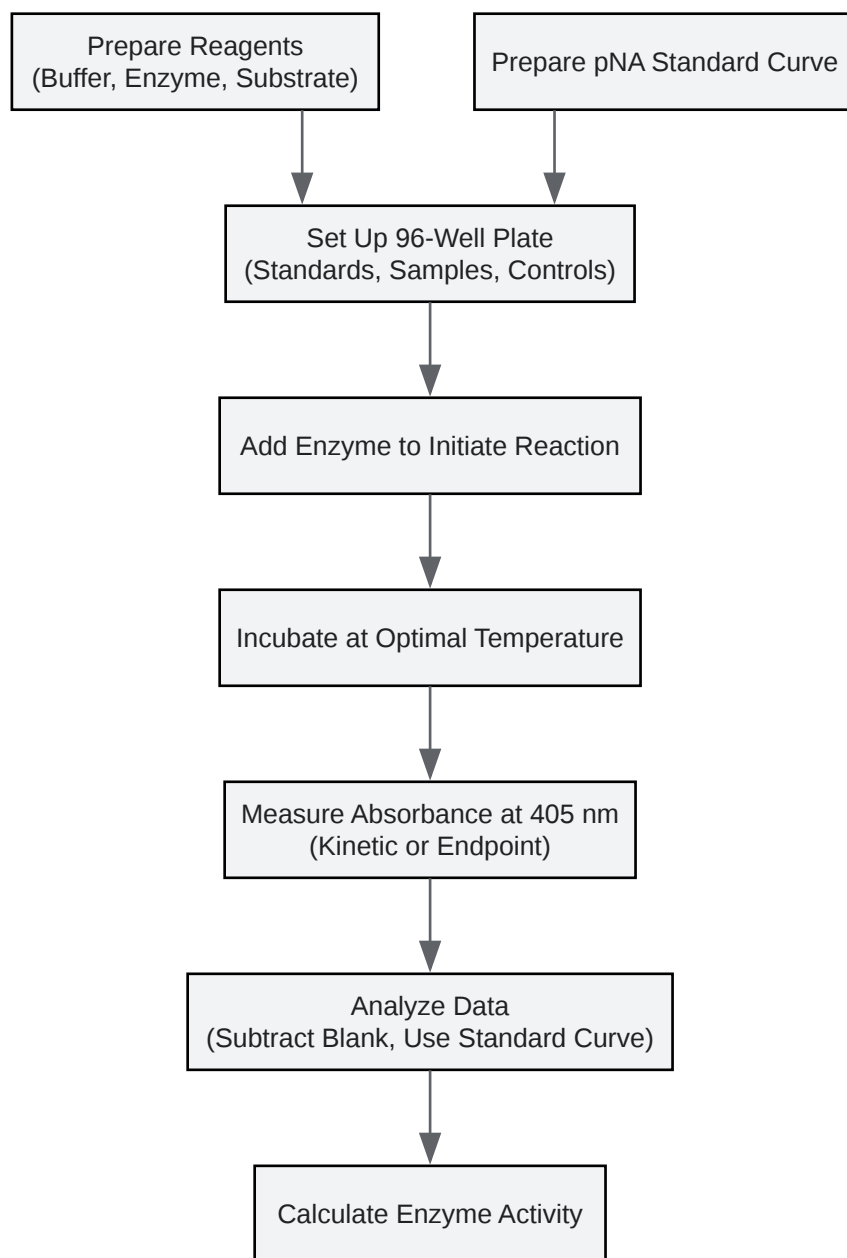 Prepare Reagents
(Buffer, Enzyme, Substrate)
Prepare pNA Standard Curve
Set Up 96-Well Plate
(Standards, Samples, Controls)
Add Enzyme to Initiate Reaction
Incubate at Optimal Temperature
Measure Absorbance at 405 nm
(Kinetic or Endpoint)
Analyze Data
(Subtract Blank, Use Standard Curve)
Calculate Enzyme Activity